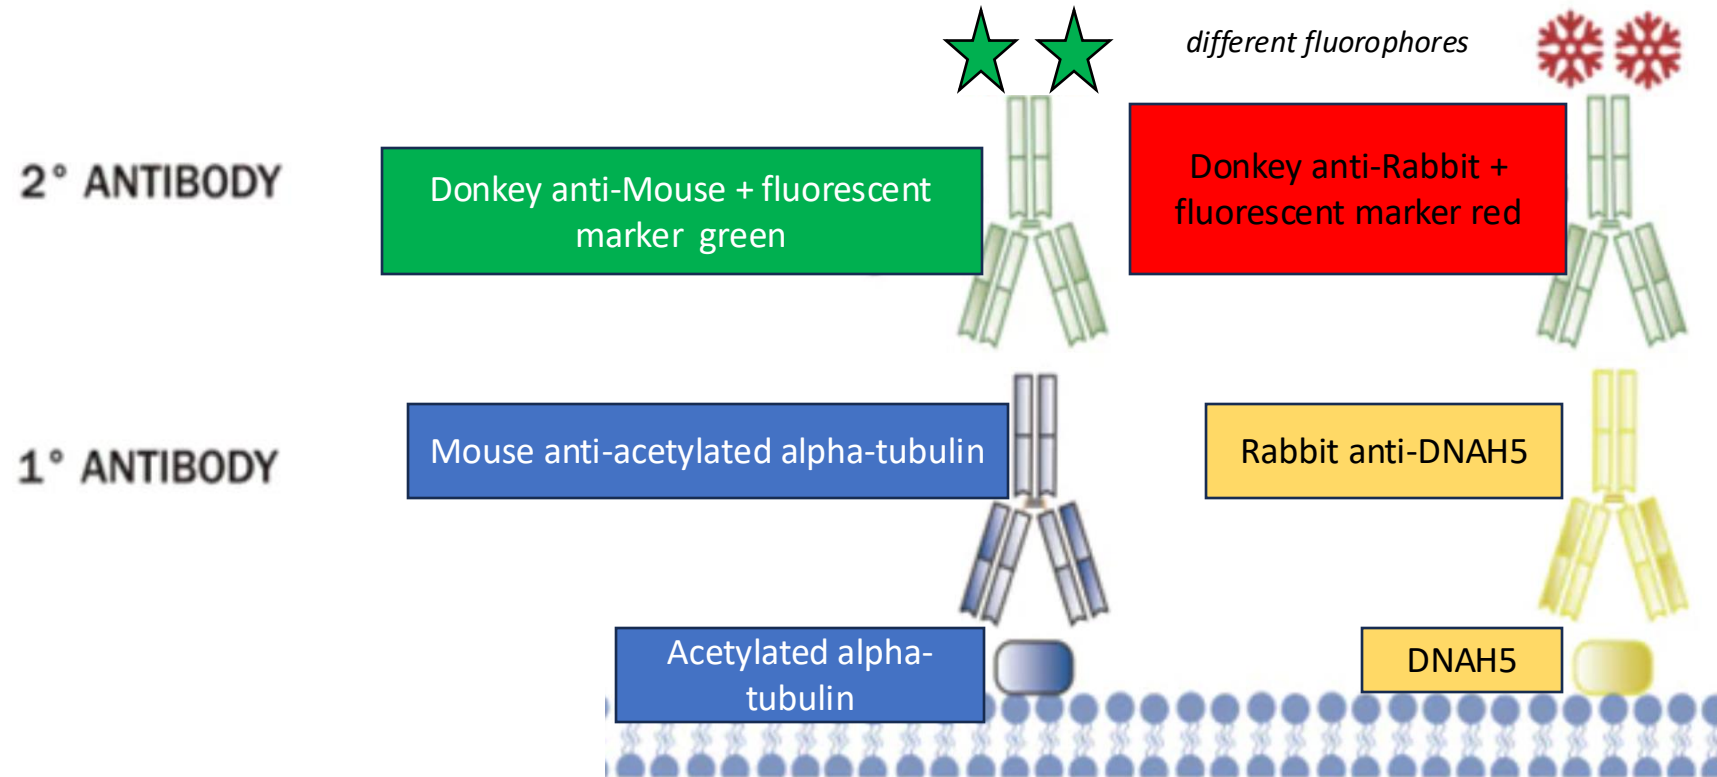 different fluorophores
2° ANTIBODY
Donkey anti-Mouse + fluorescent
marker green
Donkey anti-Rabbit +
fluorescent marker red
1° ANTIBODY
Mouse anti-acetylated alpha-tubulin
Rabbit anti-DNAH5
Acetylated alpha-
tubulin
DNAH5